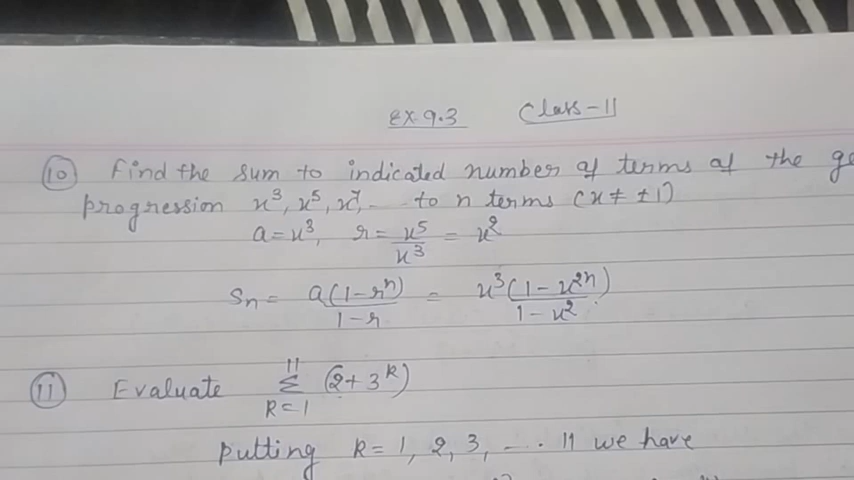 Ex 9.3 Class-11
(10) Find the sum to indicated number of terms of the ge
progression x³, x⁵, x⁷, ... to n terms (x ≠ ±1)
a = x³, r = x⁵/x³ = x²
Sn = a(1-rⁿ)/1-r = x³(1-x²ⁿ)/1-x²
(11) Evaluate 11 Σ K=1 (2+3ᴷ)
Putting K = 1, 2, 3, .... 11 we have